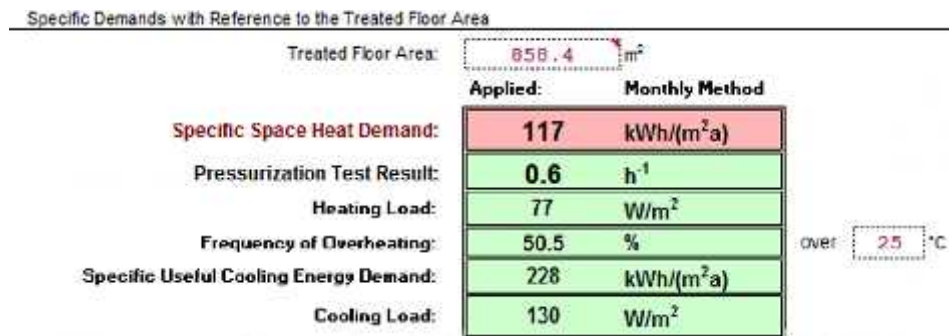 Specific Demands with Reference to the Treated Floor Area
Treated Floor Area: 858.4 m²
Applied: Monthly Method
Specific Space Heat Demand: 117 kWh/(m²a)
Pressurization Test Result: 0.6 h⁻¹
Heating Load: 77 W/m²
Frequency of Overheating: 50.5 % over 25 °C
Specific Useful Cooling Energy Demand: 228 kWh/(m²a)
Cooling Load: 130 W/m²